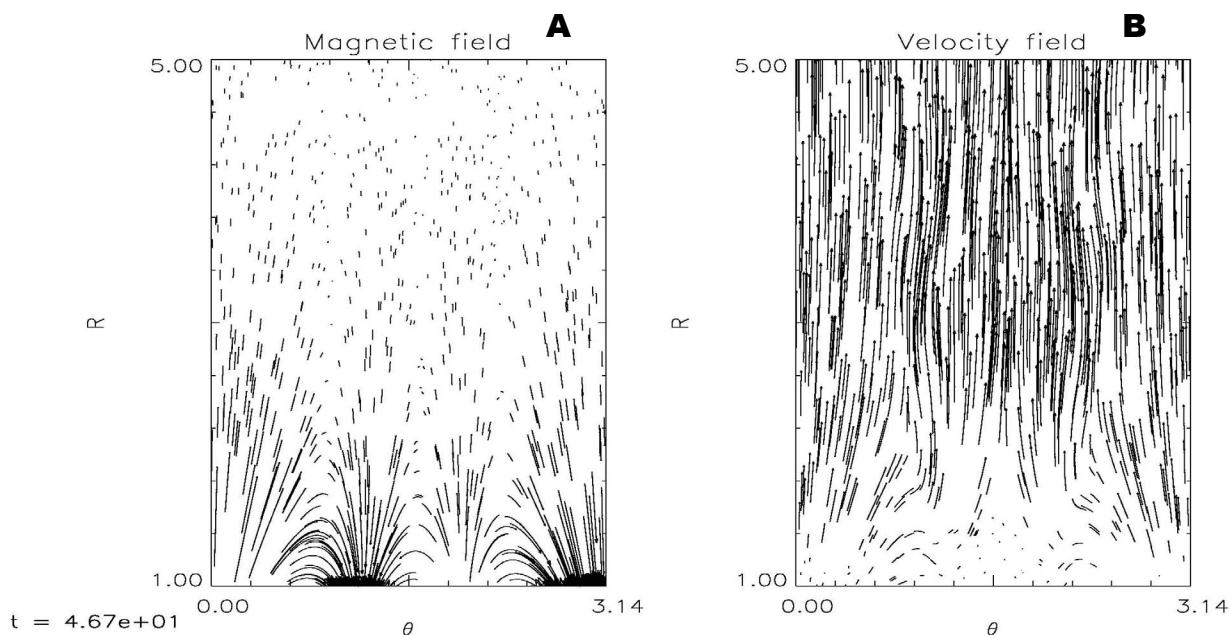 Magnetic field A
5.00
R
1.00
0.00 3.14
θ
t = 4.67e+01
Velocity field B
5.00
R
1.00
0.00 3.14
θ